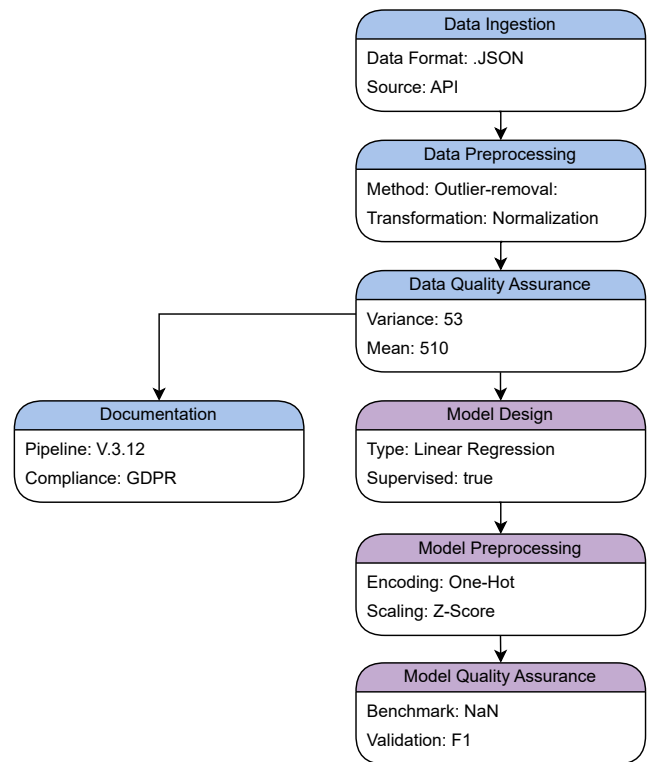 Data Ingestion
Data Format: .JSON
Source: API
Data Preprocessing
Method: Outlier-removal:
Transformation: Normalization
Data Quality Assurance
Variance: 53
Mean: 510
Documentation
Pipeline: V.3.12
Compliance: GDPR
Model Design
Type: Linear Regression
Supervised: true
Model Preprocessing
Encoding: One-Hot
Scaling: Z-Score
Model Quality Assurance
Benchmark: NaN
Validation: F1